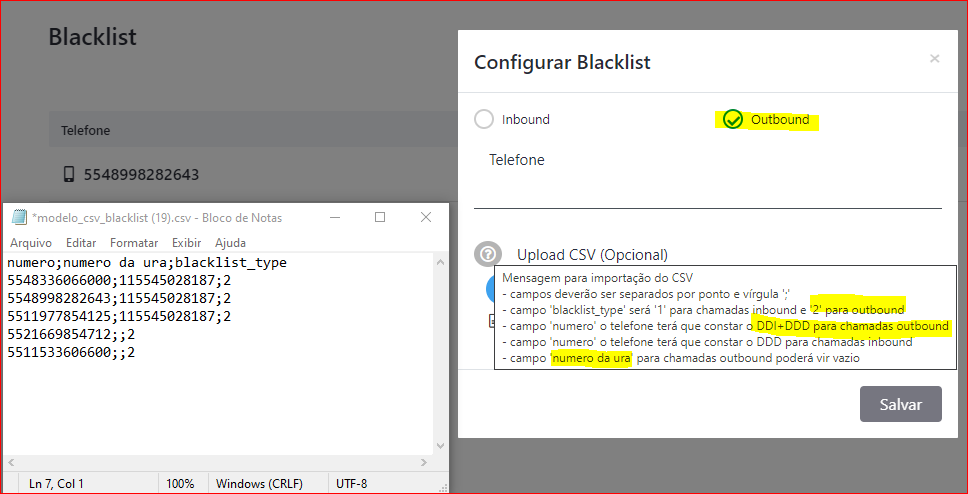 Blacklist
Telefone
5548998282643
Configurar Blacklist
×
Inbound
Outbound
Telefone
Upload CSV (Opcional)
Mensagem para importação do CSV
- campos deverão ser separados por ponto e vírgula ';'
- campo 'blacklist_type' será '1' para chamadas inbound e '2' para outbound
- campo 'numero' o telefone terá que constar o DDI+DDD para chamadas outbound
- campo 'numero' o telefone terá que constar o DDD para chamadas inbound
- campo 'numero da ura' para chamadas outbound poderá vir vazio
Salvar
*modelo_csv_blacklist (19).csv - Bloco de Notas
Arquivo Editar Formatar Exibir Ajuda
numero;numero da ura;blacklist_type
5548336066000;115545028187;2
5548998282643;115545028187;2
5511977854125;115545028187;2
5521669854712;;2
5511533606600;;2
Ln 7, Col 1 100% Windows (CRLF) UTF-8